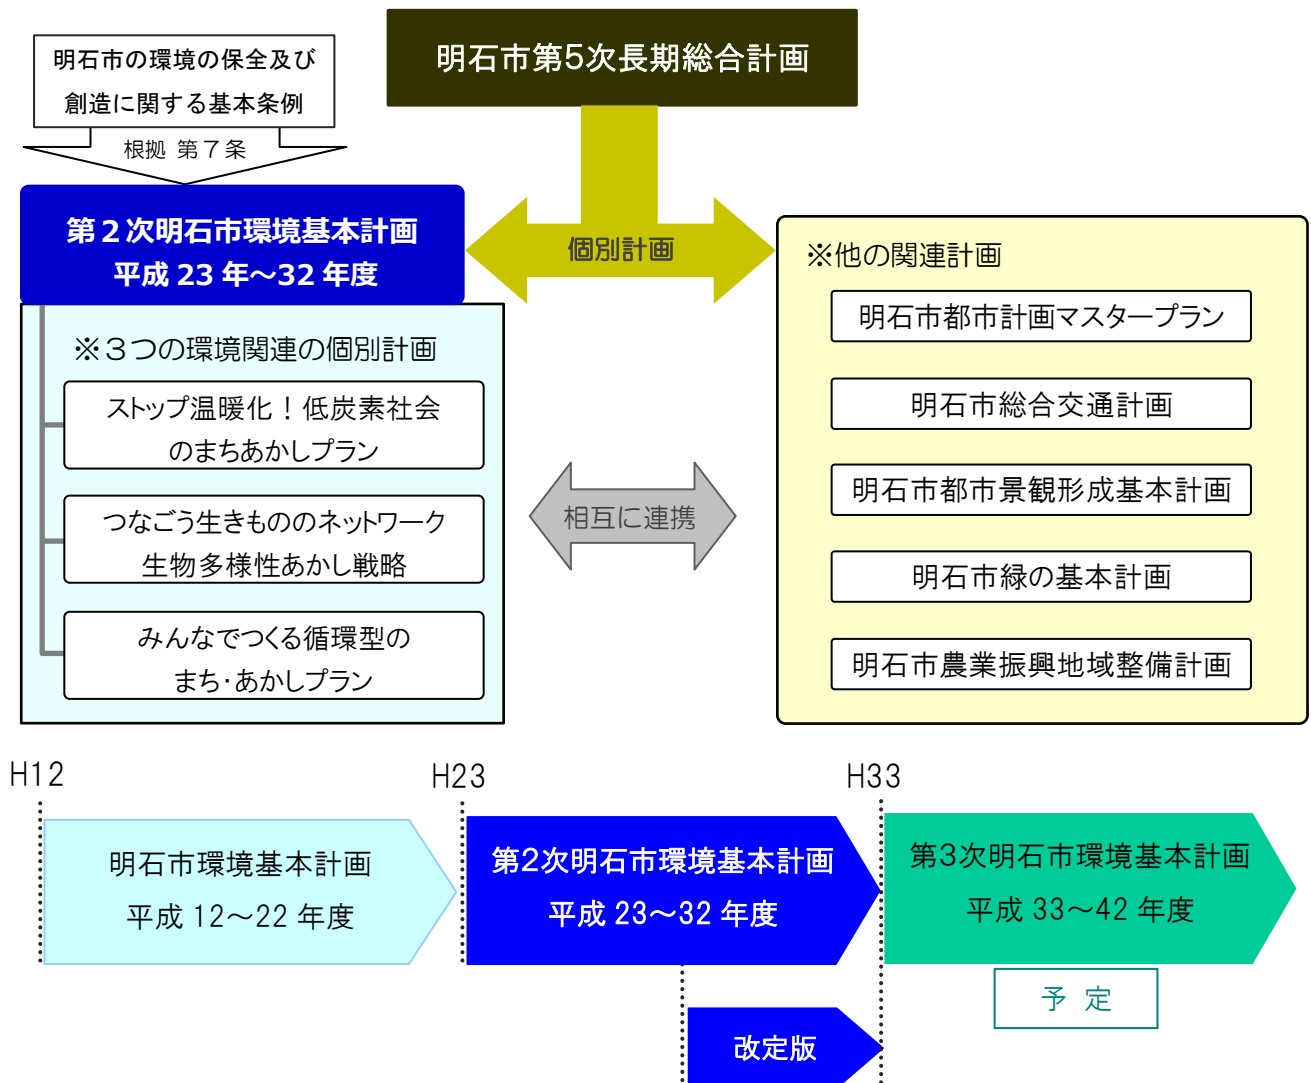 明石市の環境の保全及び
創造に関する基本条例
根拠 第7条
明石市第5次長期総合計画
第2次明石市環境基本計画
平成 23 年～32 年度
個別計画
※3つの環境関連の個別計画
ストップ温暖化！低炭素社会
のまちあかしプラン
つなごう生きもののネットワーク
生物多様性あかし戦略
みんなでつくる循環型の
まち・あかしプラン
相互に連携
※他の関連計画
明石市都市計画マスタープラン
明石市総合交通計画
明石市都市景観形成基本計画
明石市緑の基本計画
明石市農業振興地域整備計画
H12
H23
H33
明石市環境基本計画
平成 12～22 年度
第2次明石市環境基本計画
平成 23～32 年度
第3次明石市環境基本計画
平成 33～42 年度
予 定
改定版